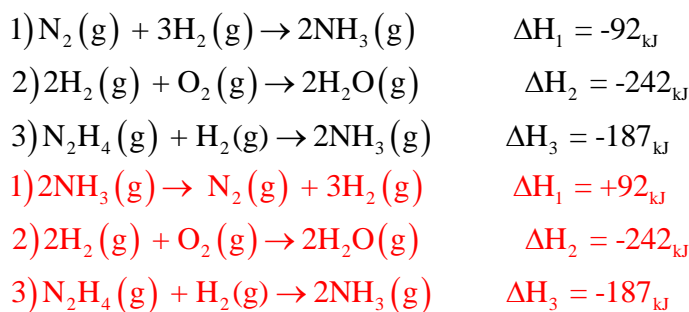 1)N₂(g) + 3H₂(g)→2NH₃(g) ΔH₁ = -92kJ
2)2H₂(g) + O₂(g)→2H₂O(g) ΔH₂ = -242kJ
3)N₂H₄(g) + H₂(g)→2NH₃(g) ΔH₃ = -187kJ
1)2NH₃(g)→ N₂(g) + 3H₂(g) ΔH₁ = +92kJ
2)2H₂(g) + O₂(g)→2H₂O(g) ΔH₂ = -242kJ
3)N₂H₄(g) + H₂(g)→2NH₃(g) ΔH₃ = -187kJ